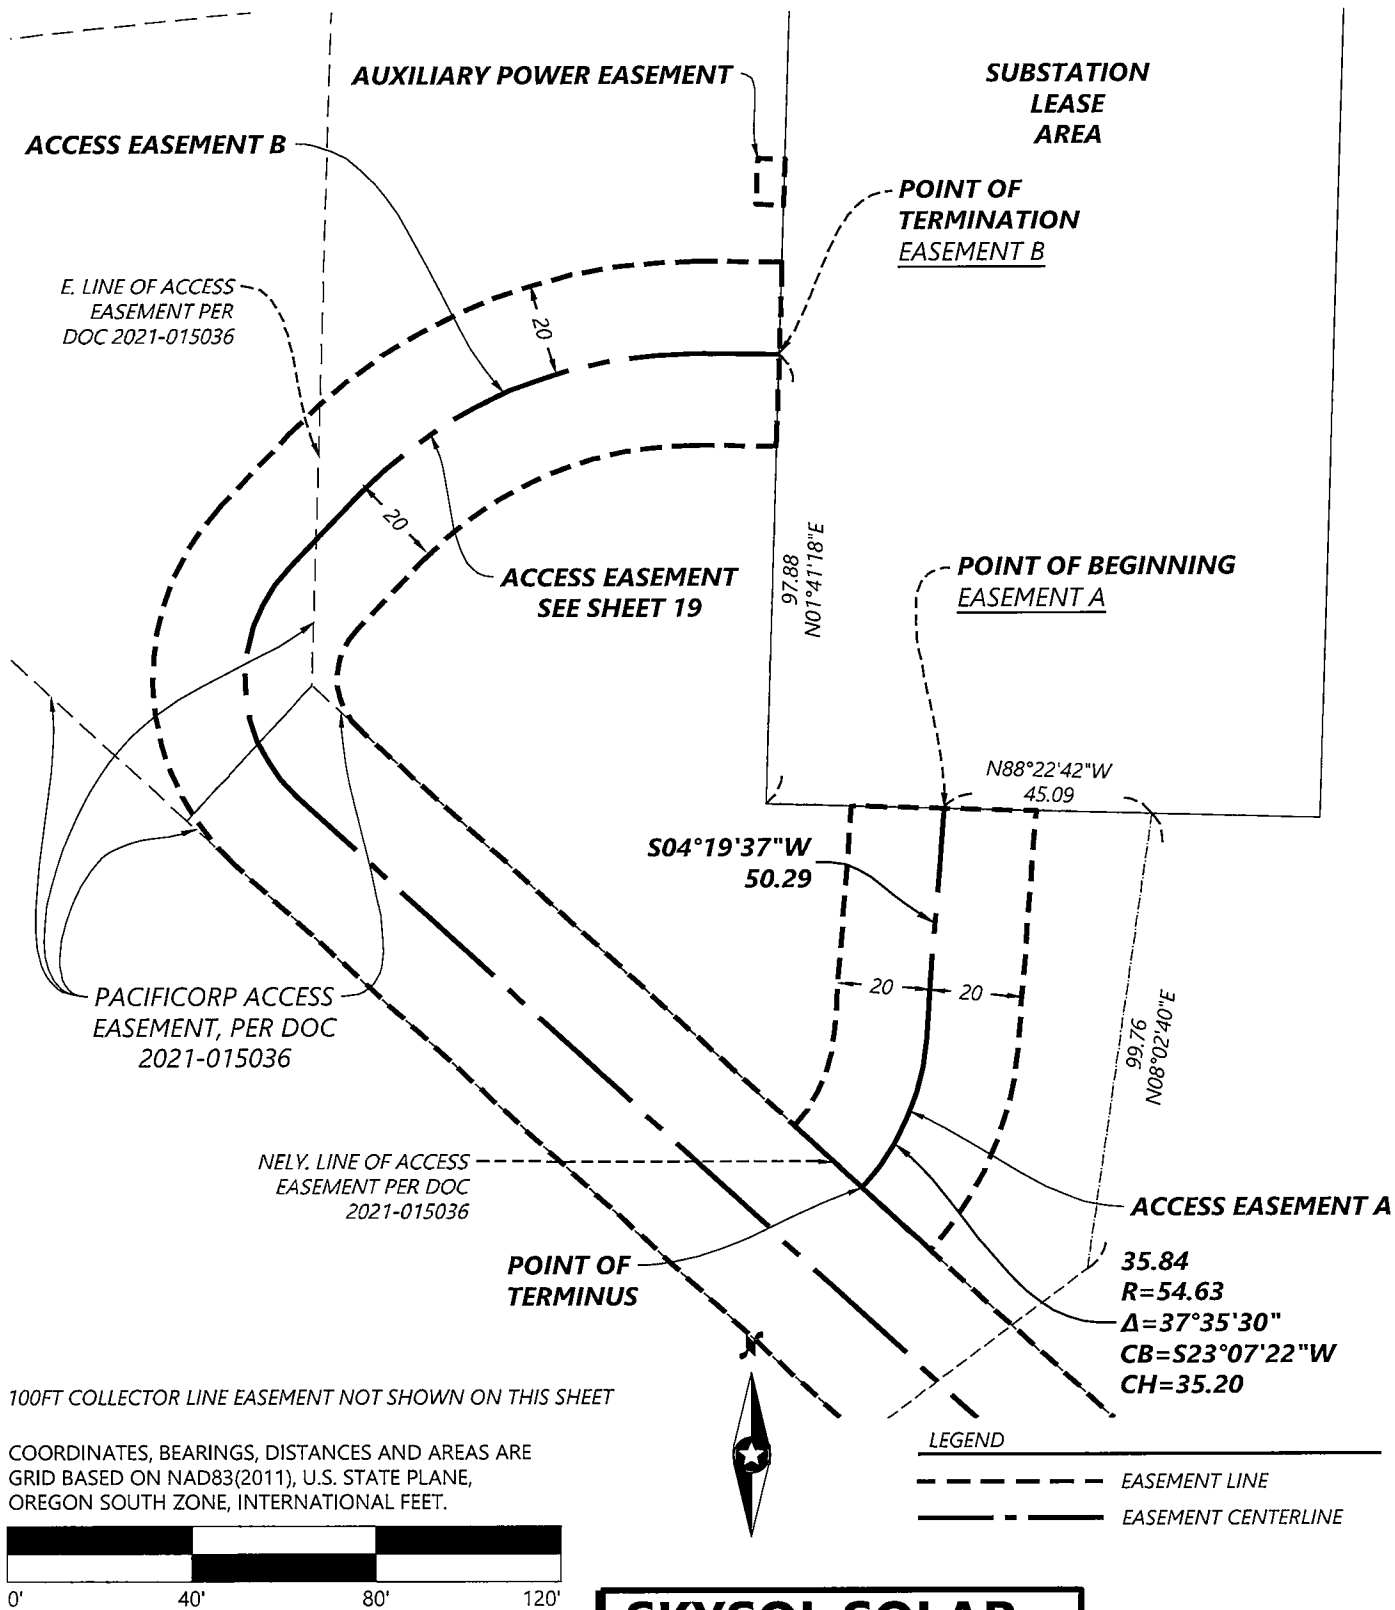 AUXILIARY POWER EASEMENT
SUBSTATION
LEASE
AREA
ACCESS EASEMENT B
POINT OF
TERMINATION
EASEMENT B
E. LINE OF ACCESS
EASEMENT PER
DOC 2021-015036
20
20
ACCESS EASEMENT
SEE SHEET 19
97.88
N01°41'18"E
POINT OF BEGINNING
EASEMENT A
N88°22'42"W
45.09
S04°19'37"W
50.29
20
20
PACIFICORP ACCESS
EASEMENT, PER DOC
2021-015036
99.76
N08°02'40"E
NELY. LINE OF ACCESS
EASEMENT PER DOC
2021-015036
ACCESS EASEMENT A
POINT OF
TERMINUS
35.84
R=54.63
Δ=37°35'30"
CB=S23°07'22"W
CH=35.20
N
100FT COLLECTOR LINE EASEMENT NOT SHOWN ON THIS SHEET
COORDINATES, BEARINGS, DISTANCES AND AREAS ARE
GRID BASED ON NAD83(2011), U.S. STATE PLANE,
OREGON SOUTH ZONE, INTERNATIONAL FEET.
LEGEND
EASEMENT LINE
EASEMENT CENTERLINE
0' 40' 80' 120'
SKYSOL SOLAR